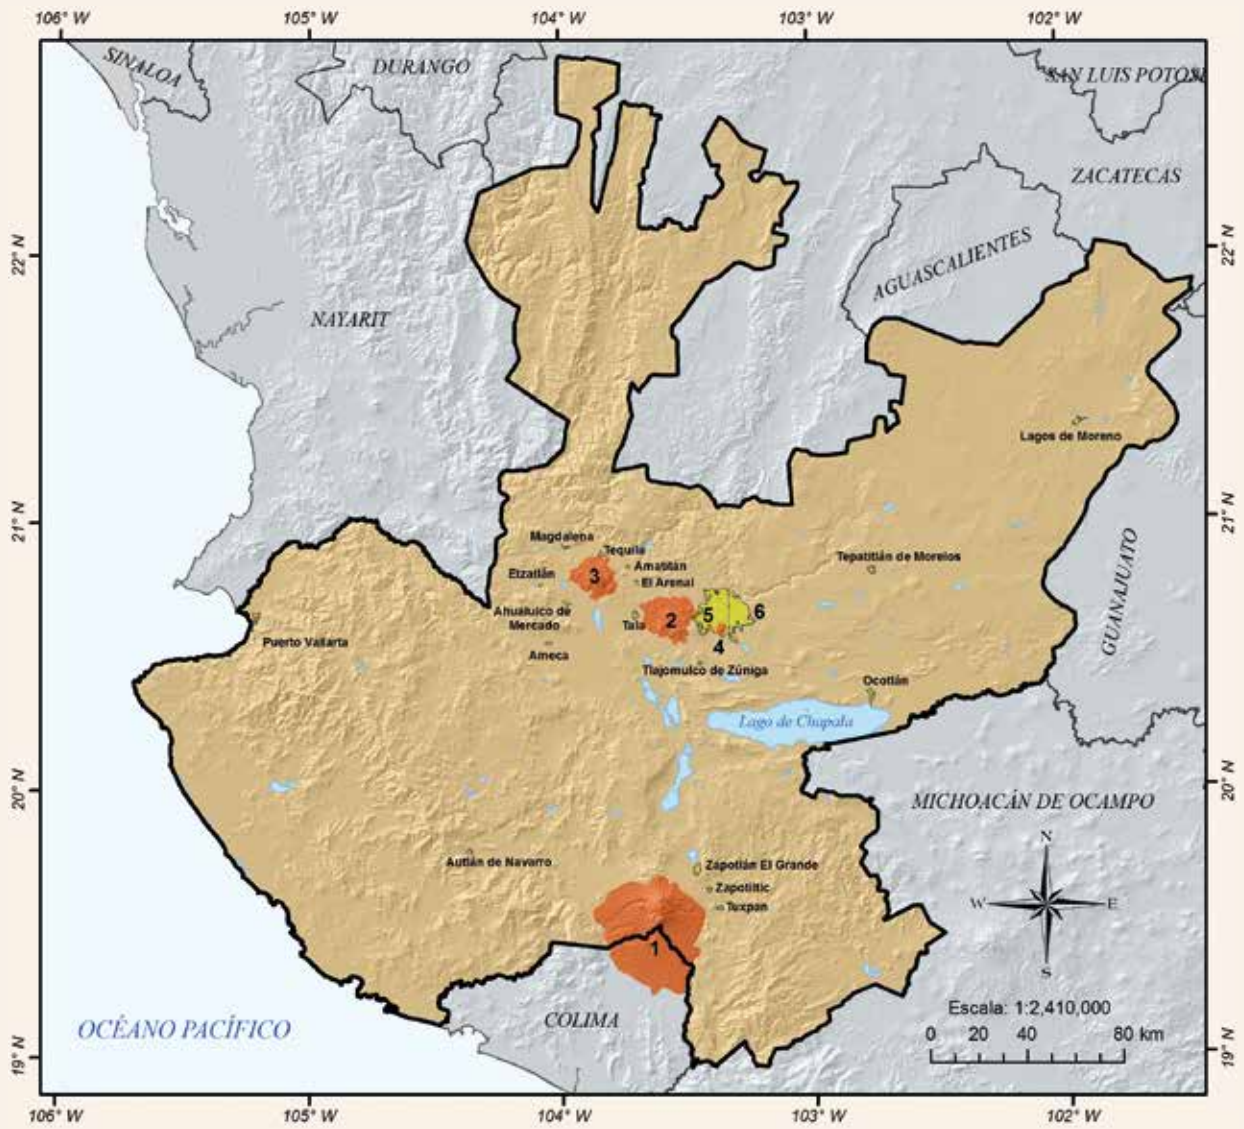 106° W
105° W
104° W
103° W
102° W
SINALOA
DURANGO
SAN LUIS POTOSÍ
ZACATECAS
22° N
22° N
AGUASCALIENTES
NAYARIT
Lagos de Moreno
21° N
21° N
Magdalena
Tequila
Amatitán
El Arenal
Etzatlán
3
Tepatitlán de Morelos
GUANAJUATO
Ahualulco de
Mercado
Tala
2
5
6
4
Puerto Vallarta
Ameca
Tlajomulco de Zúniga
Ocotlán
Lago de Chapala
20° N
20° N
MICHOACÁN DE OCAMPO
Autlán de Navarro
Zapotlán El Grande
Zapotiltic
Tuxpan
N
W
E
S
1
COLIMA
OCÉANO PACÍFICO
Escala: 1:2,410,000
0 20 40 80 km
19° N
19° N
106° W
105° W
104° W
103° W
102° W